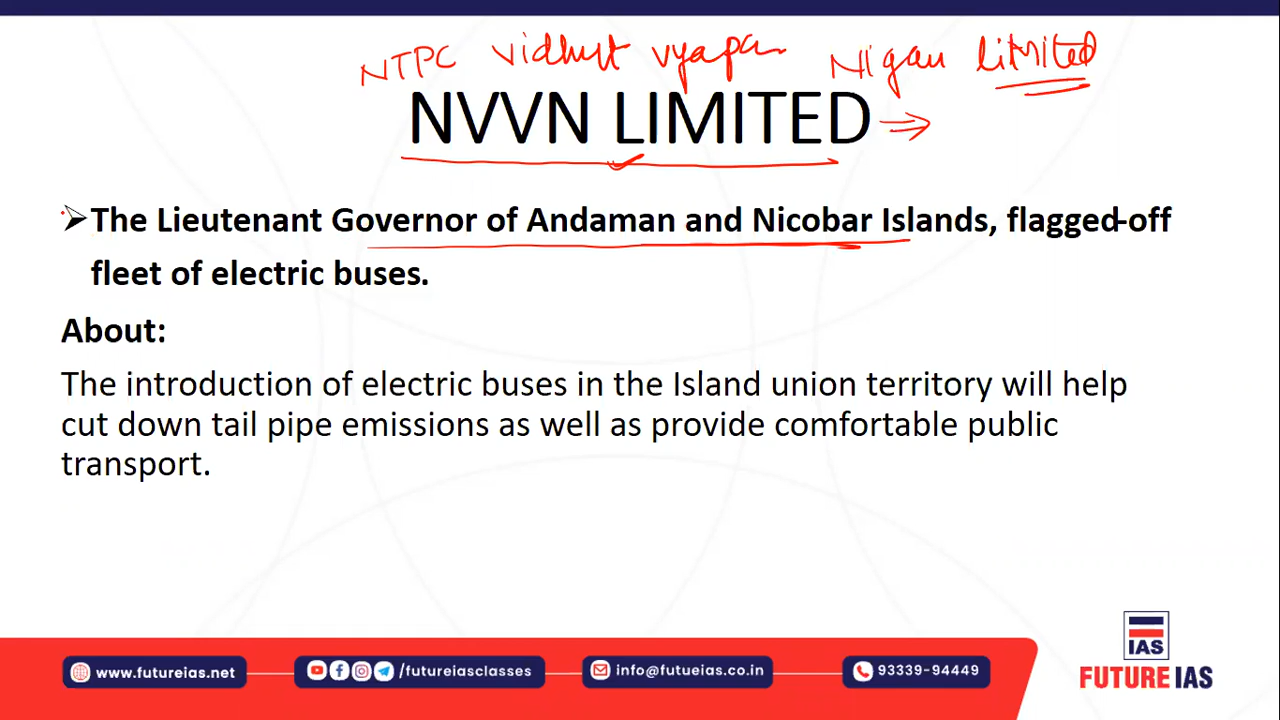 NTPC vidhyt vyapan Nigam limited
NVVN LIMITED
The Lieutenant Governor of Andaman and Nicobar Islands, flagged-off
fleet of electric buses.
About:
The introduction of electric buses in the Island union territory will help
cut down tail pipe emissions as well as provide comfortable public
transport.
IAS
www.futureias.net
/futureiasclasses
info@futueias.co.in
93339-94449
FUTURE IAS